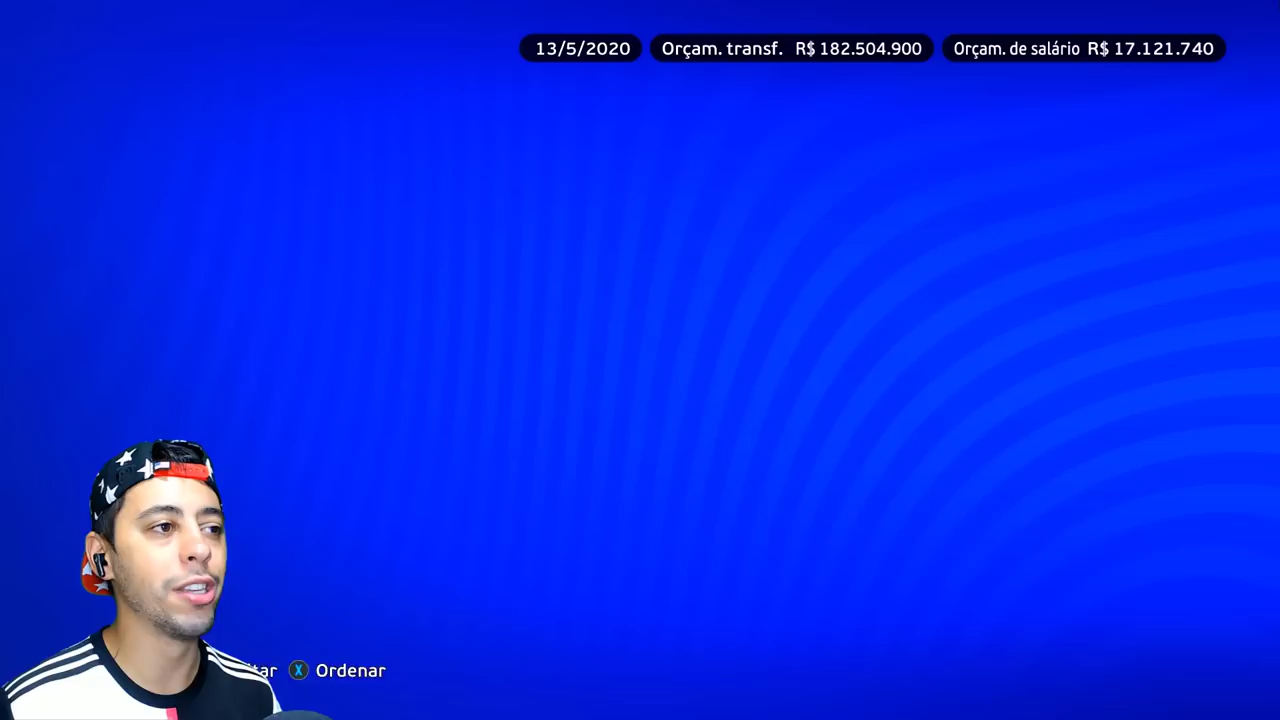 13/5/2020 Orçam. transf. R$ 182.504.900 Orçam. de salário R$ 17.121.740
X Ordenar